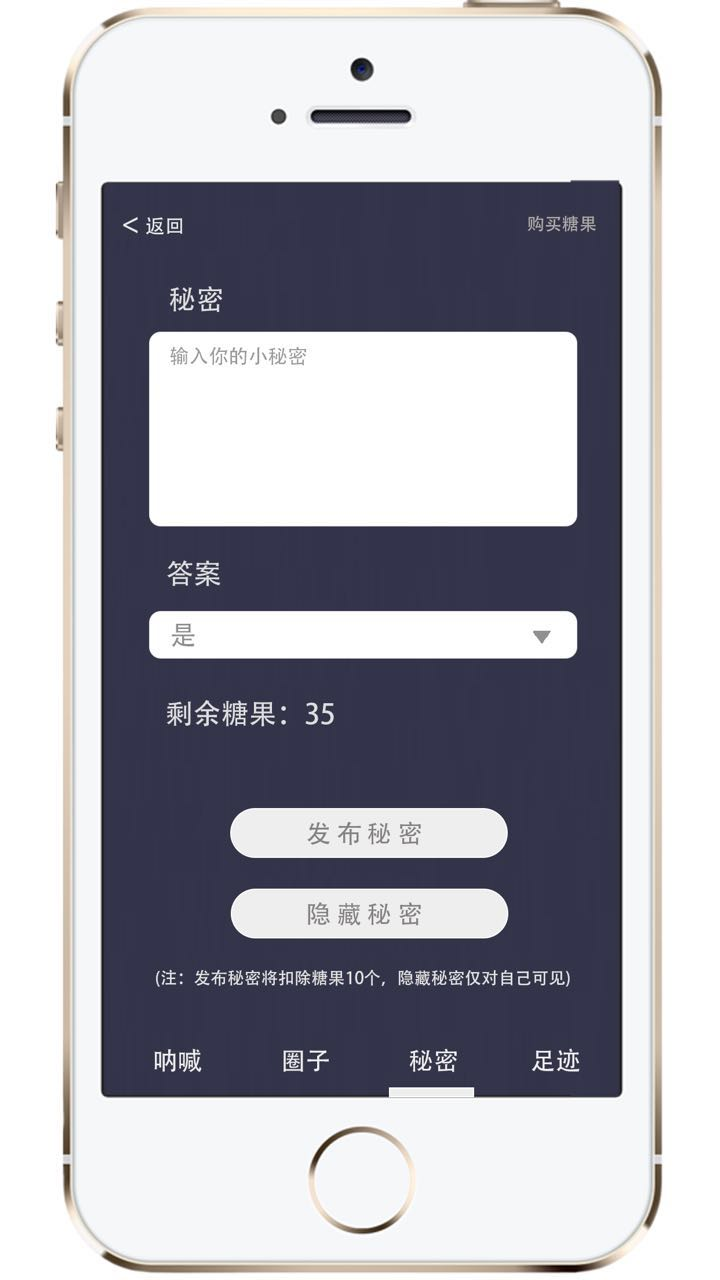 < 返回
购买糖果
秘密
输入你的小秘密
答案
是
剩余糖果：35
发布秘密
隐藏秘密
(注：发布秘密将扣除糖果10个，隐藏秘密仅对自己可见)
呐喊 圈子 秘密 足迹